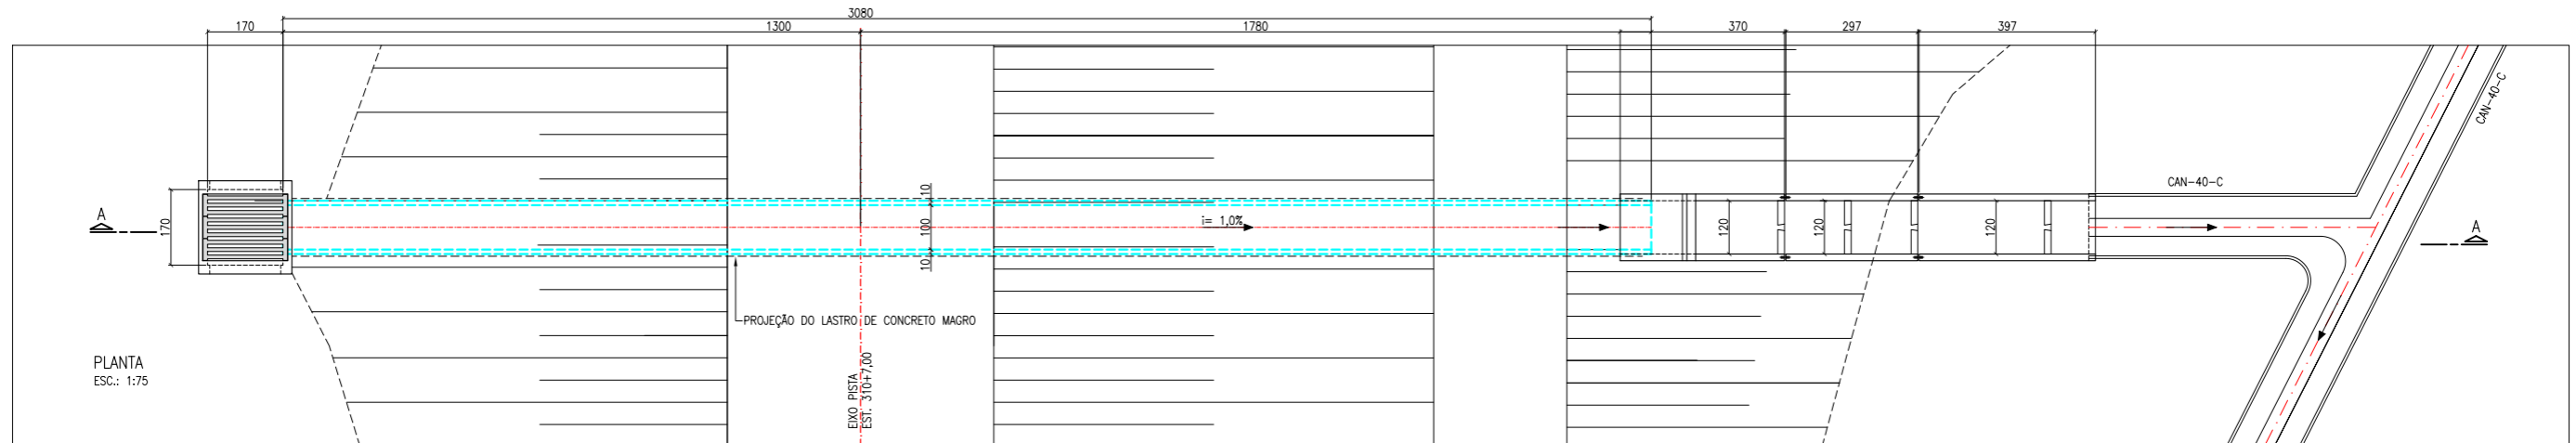 3080
170
1300
1780
370
297
397
CAN-40-C
CAN-40-C
10
100
10
170
A
i= 1,0%
120
120
120
A
PROJEÇÃO DO LASTRO DE CONCRETO MAGRO
EIXO PISTA
EST. 310+7,00
PLANTA
ESC.: 1:75